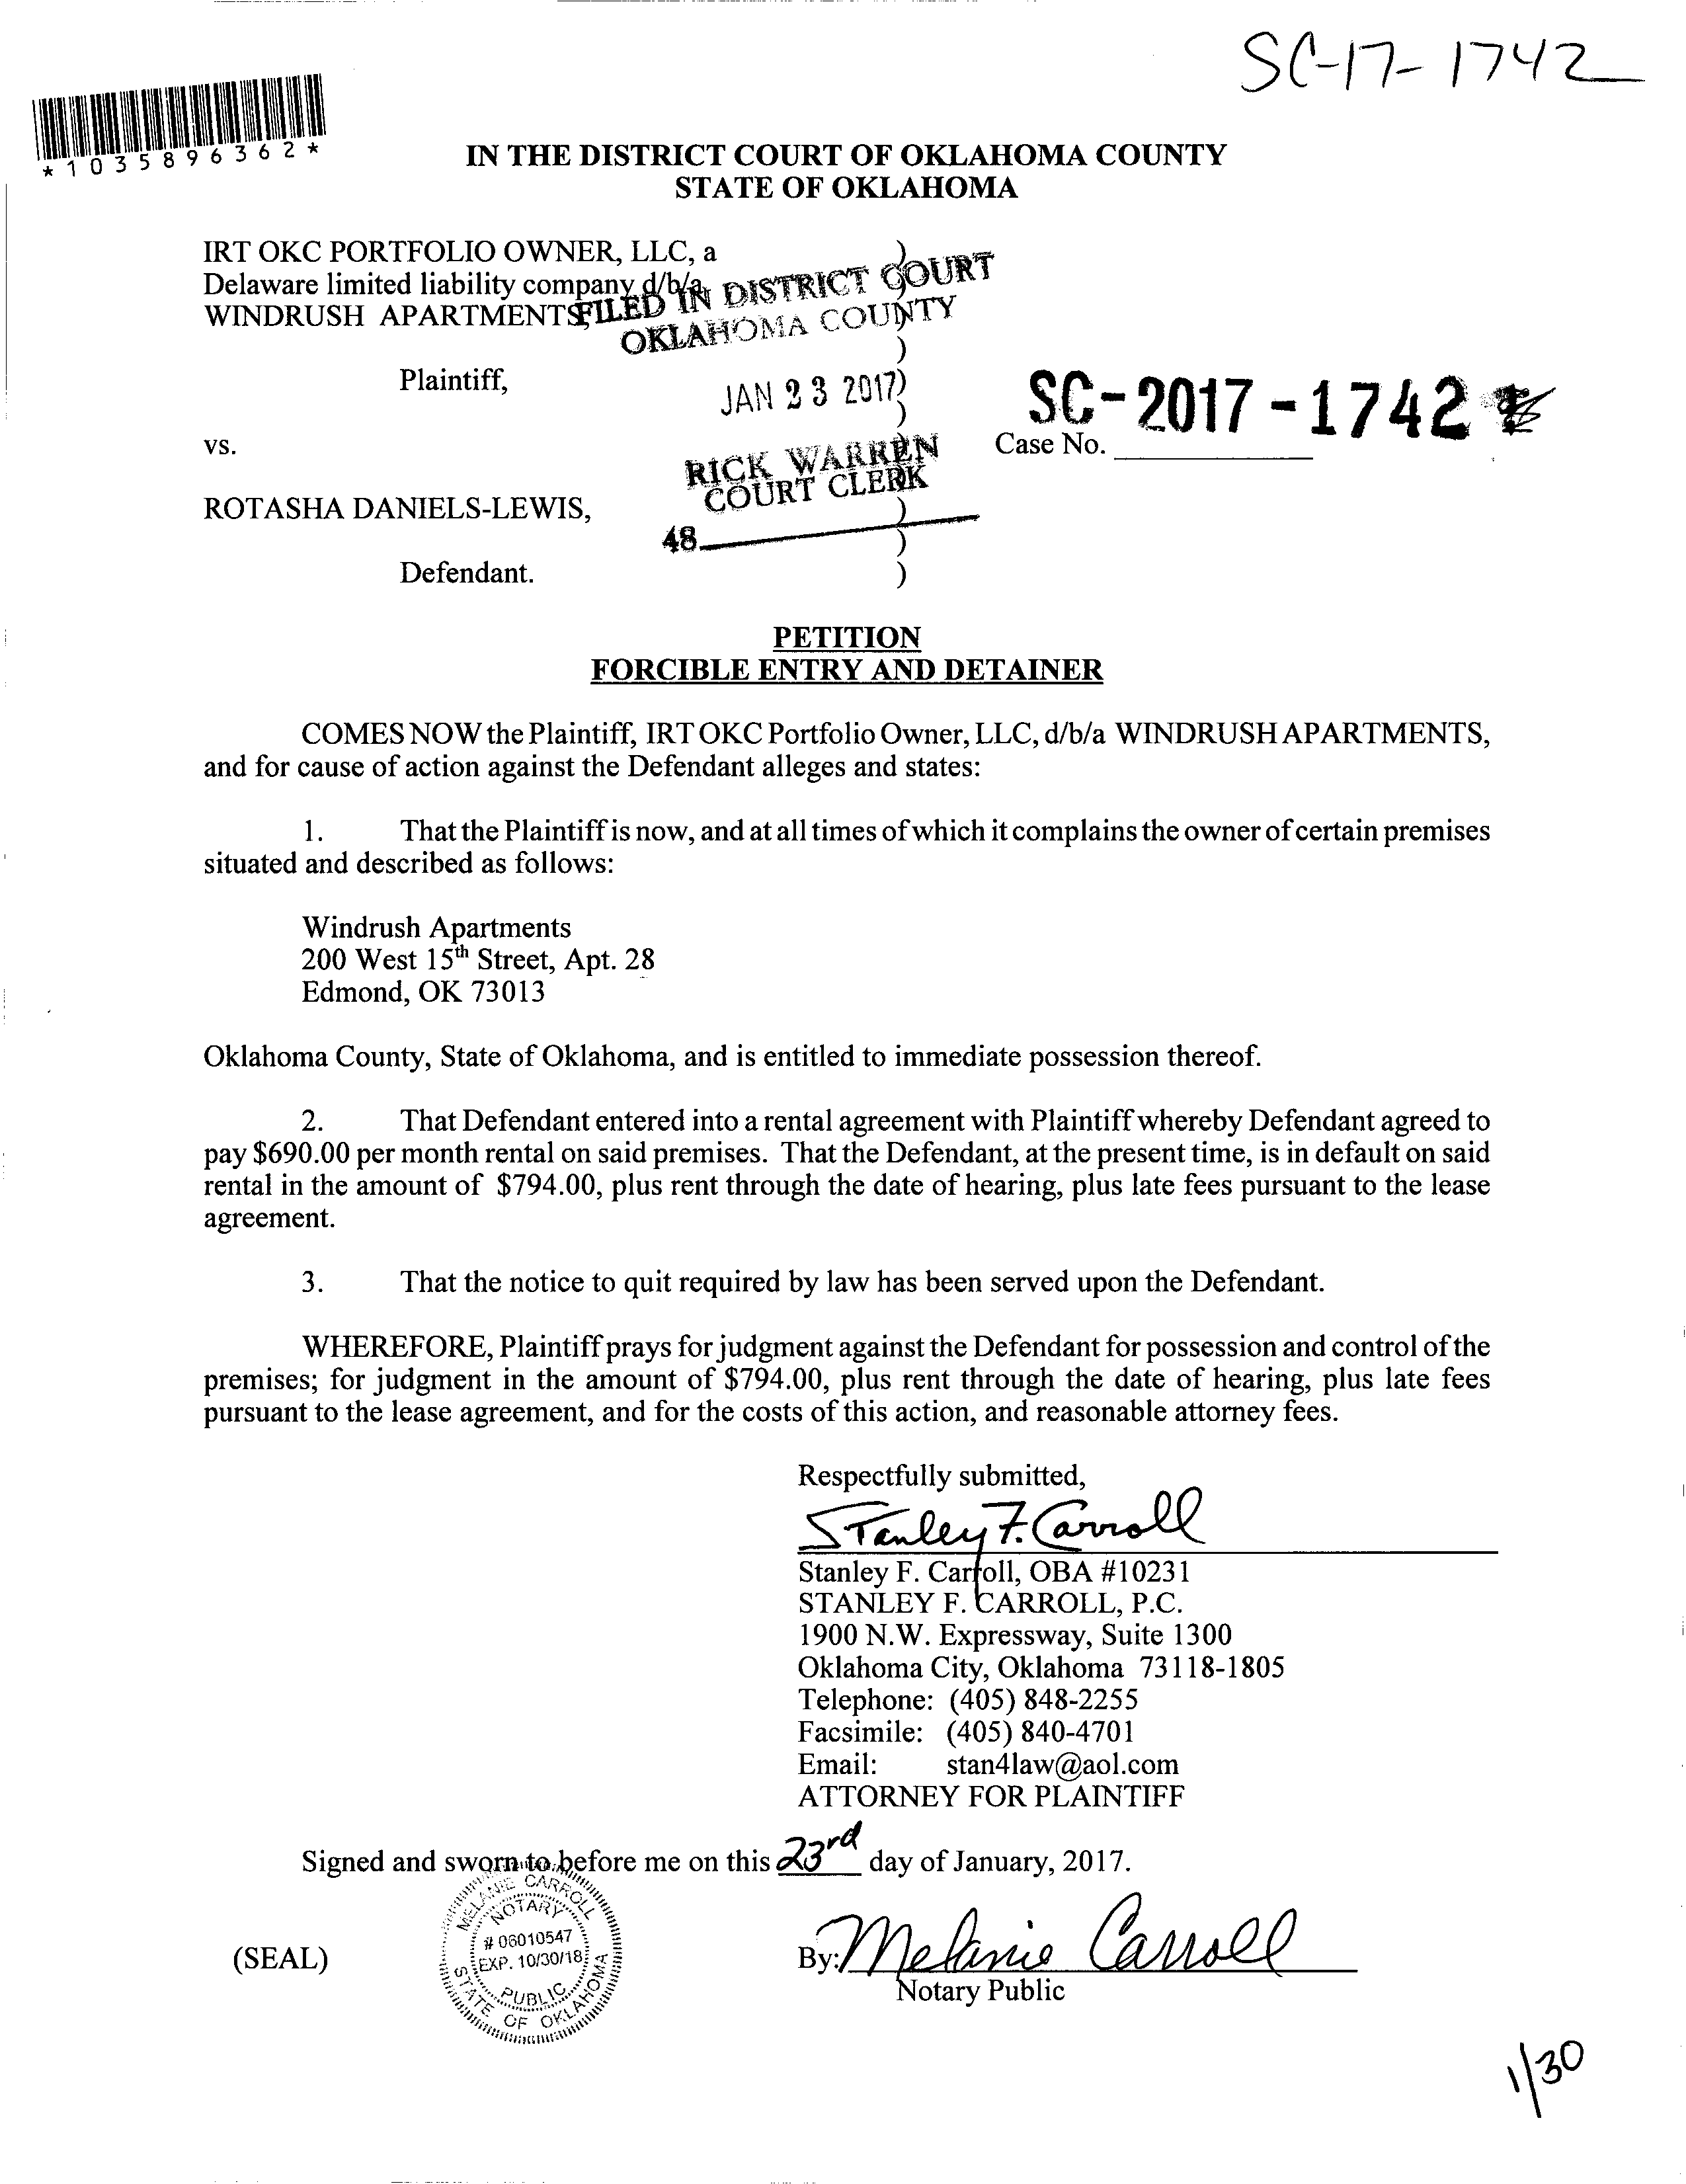 SC-17-1742
*1035896362*
IN THE DISTRICT COURT OF OKLAHOMA COUNTY
STATE OF OKLAHOMA
IRT OKC PORTFOLIO OWNER, LLC, a )
Delaware limited liability company d/b/a
WINDRUSH APARTMENTS
FILED IN DISTRICT COURT
OKLAHOMA COUNTY
)
Plaintiff,
JAN 23 2017 )
)
SC-2017-1742
vs.
Case No.
RICK WARREN
COURT CLERK
ROTASHA DANIELS-LEWIS, )
48 )
Defendant. )
PETITION
FORCIBLE ENTRY AND DETAINER
COMES NOW the Plaintiff, IRT OKC Portfolio Owner, LLC, d/b/a WINDRUSH APARTMENTS,
and for cause of action against the Defendant alleges and states:
1. That the Plaintiff is now, and at all times of which it complains the owner of certain premises
situated and described as follows:
Windrush Apartments
200 West 15th Street, Apt. 28
Edmond, OK 73013
Oklahoma County, State of Oklahoma, and is entitled to immediate possession thereof.
2. That Defendant entered into a rental agreement with Plaintiff whereby Defendant agreed to
pay $690.00 per month rental on said premises. That the Defendant, at the present time, is in default on said
rental in the amount of $794.00, plus rent through the date of hearing, plus late fees pursuant to the lease
agreement.
3. That the notice to quit required by law has been served upon the Defendant.
WHEREFORE, Plaintiff prays for judgment against the Defendant for possession and control of the
premises; for judgment in the amount of $794.00, plus rent through the date of hearing, plus late fees
pursuant to the lease agreement, and for the costs of this action, and reasonable attorney fees.
Respectfully submitted,
Stanley F. Carroll
Stanley F. Carroll, OBA #10231
STANLEY F. CARROLL, P.C.
1900 N.W. Expressway, Suite 1300
Oklahoma City, Oklahoma 73118-1805
Telephone: (405) 848-2255
Facsimile: (405) 840-4701
Email: stan4law@aol.com
ATTORNEY FOR PLAINTIFF
Signed and sworn to before me on this 23rd day of January, 2017.
MELANIE CARROLL
NOTARY
# 06010547
EXP. 10/30/18
PUBLIC
STATE OF OKLAHOMA
(SEAL)
By: Melanie Carroll
Notary Public
1/30